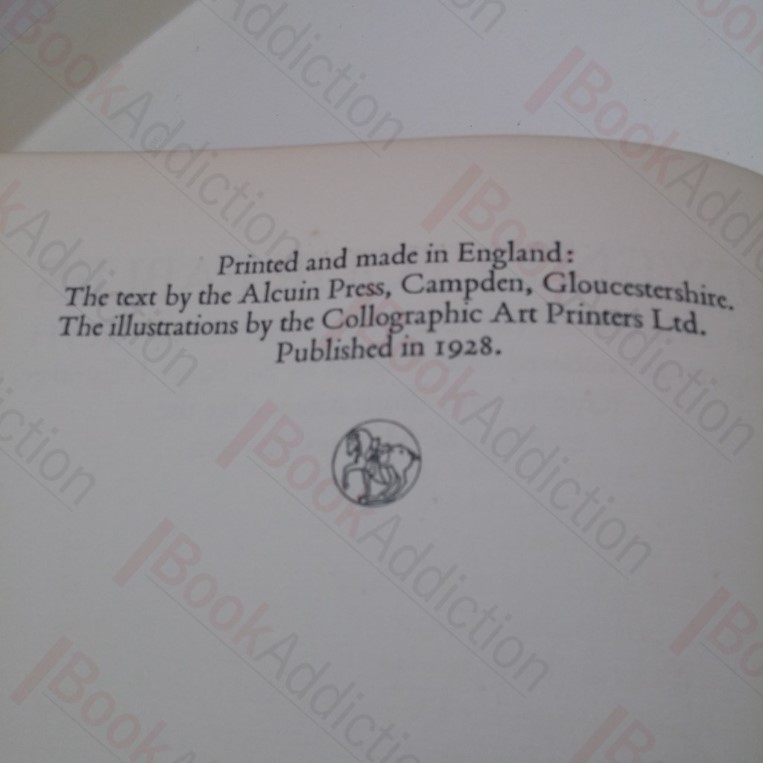 Printed and made in England:
The text by the Alcuin Press, Campden, Gloucestershire.
The illustrations by the Collographic Art Printers Ltd.
Published in 1928.
BookAddiction